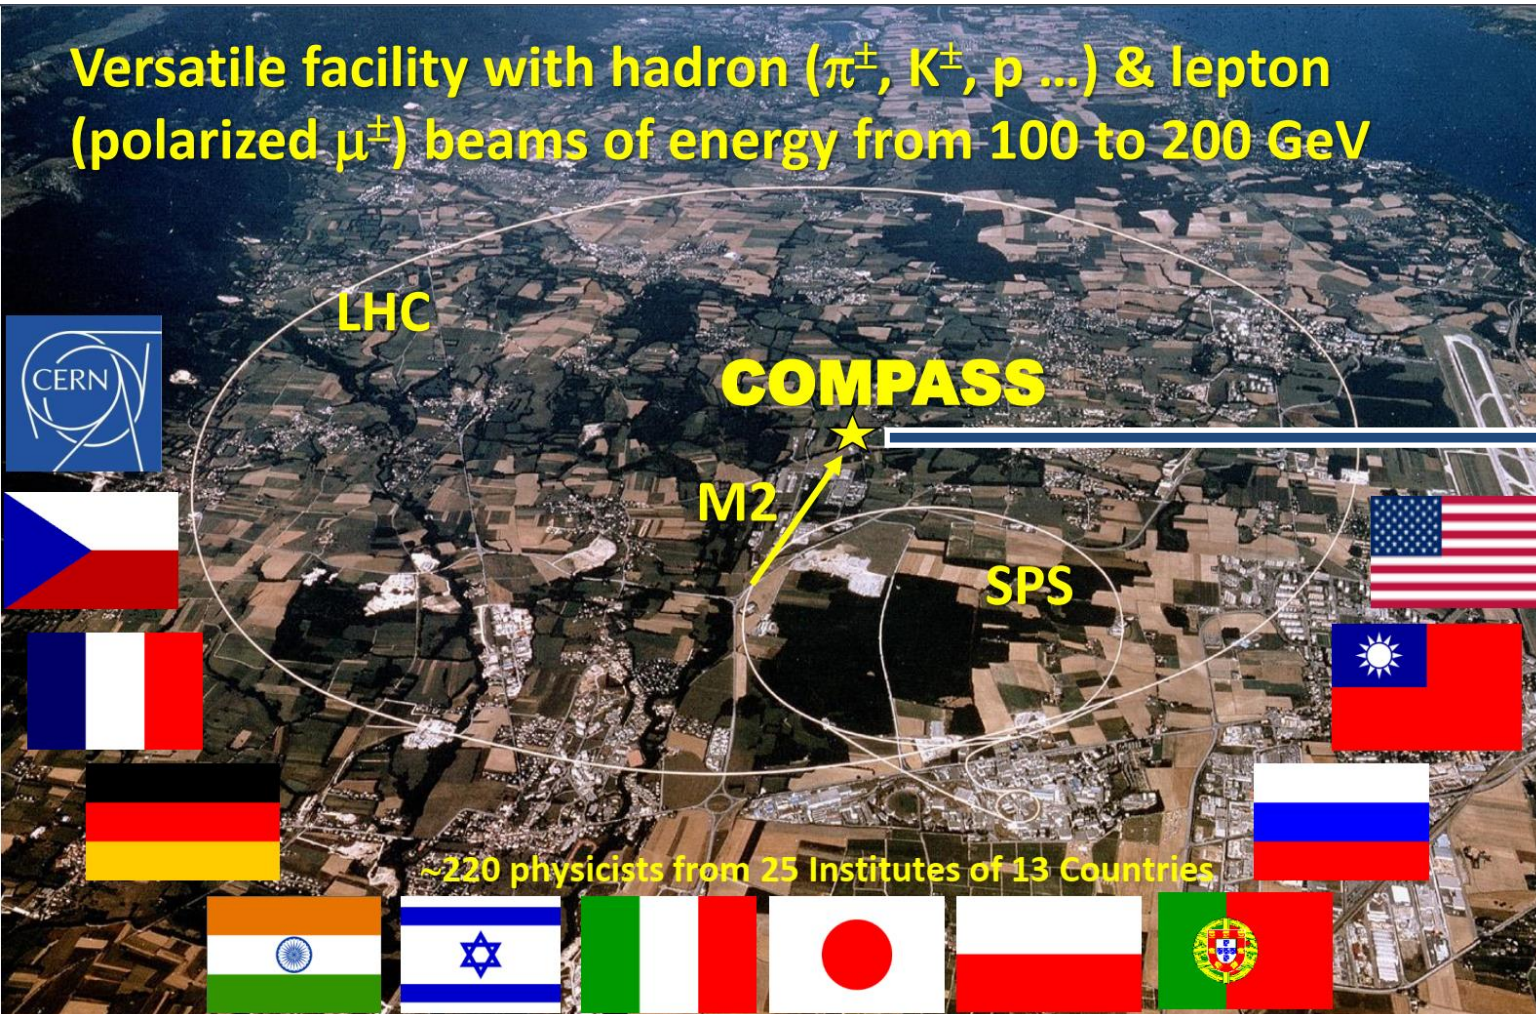 Versatile facility with hadron (π±, K±, p ...) & lepton
(polarized μ±) beams of energy from 100 to 200 GeV
LHC
CERN
COMPASS
M2
SPS
~220 physicists from 25 Institutes of 13 Countries